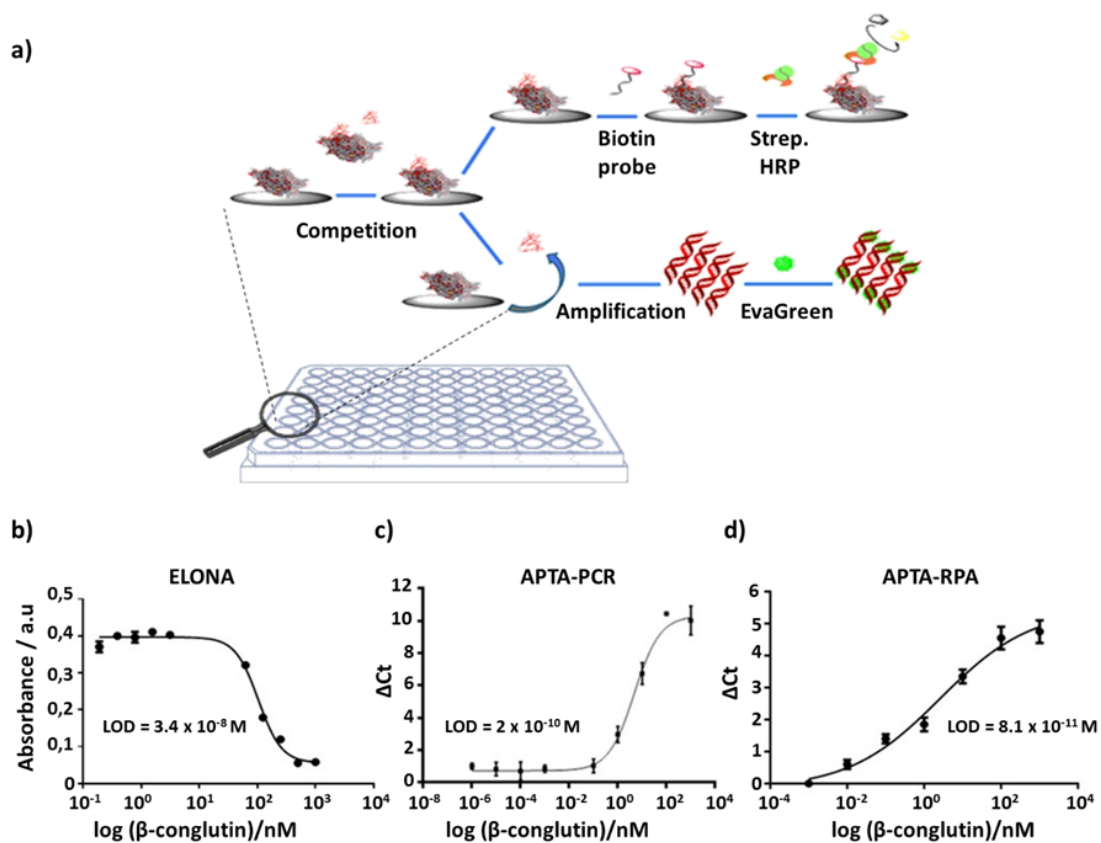 a)
Biotin
probe
Strep.
HRP
Competition
Amplification
EvaGreen
b)
ELONA
Absorbance / a.u
0,5
0,4
0,3
0,2
0,1
0
LOD = 3.4 x 10⁻⁸ M
10⁻¹ 10⁰ 10¹ 10² 10³
log (β-conglutin)/nM
c)
APTA-PCR
ΔCt
12
10
8
6
4
2
0
LOD = 2 x 10⁻¹⁰ M
10⁻⁸ 10⁻⁶ 10⁻⁴ 10⁻² 10⁰ 10² 10⁴
log (β-conglutin)/nM
d)
APTA-RPA
ΔCt
6
5
4
3
2
1
0
LOD = 8.1 x 10⁻¹¹ M
10⁻⁴ 10⁻² 10⁰ 10² 10⁴
log (β-conglutin)/nM